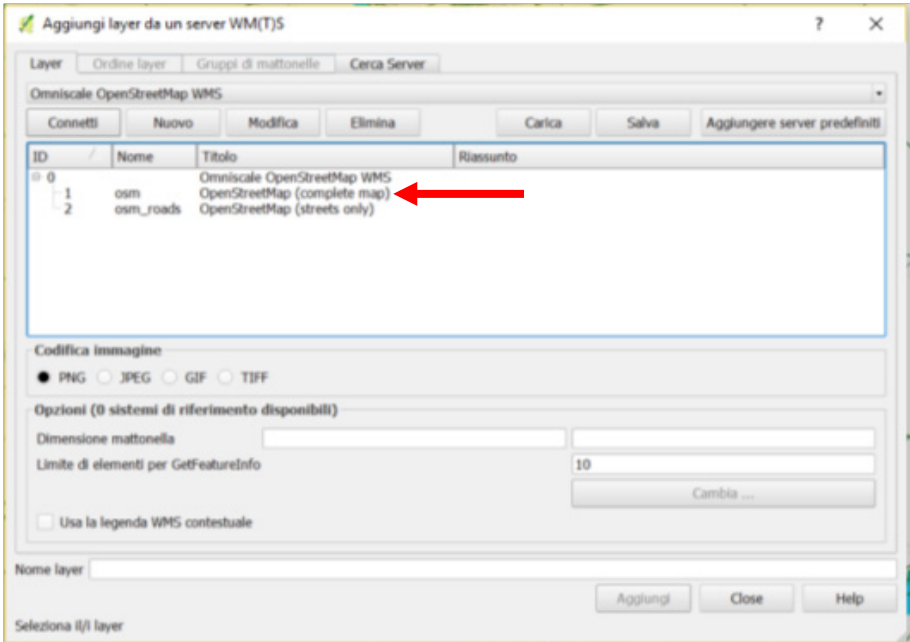 Aggiungi layer da un server WM(T)S ?
Layer Ordine layer Gruppi di mattonelle Cerca Server
Omniscale OpenStreetMap WMS
Connetti Nuovo Modifica Elimina Carica Salva Aggiungere server predefiniti
ID Nome Titolo Riassunto
0 Omniscale OpenStreetMap WMS
1 osm OpenStreetMap (complete map)
2 osm_roads OpenStreetMap (streets only)
Codifica immagine
PNG JPEG GIF TIFF
Opzioni (0 sistemi di riferimento disponibili)
Dimensione mattonella
Limite di elementi per GetFeatureInfo 10
Cambia ...
Usa la legenda WMS contestuale
Nome layer
Aggiungi Close Help
Seleziona il/i layer